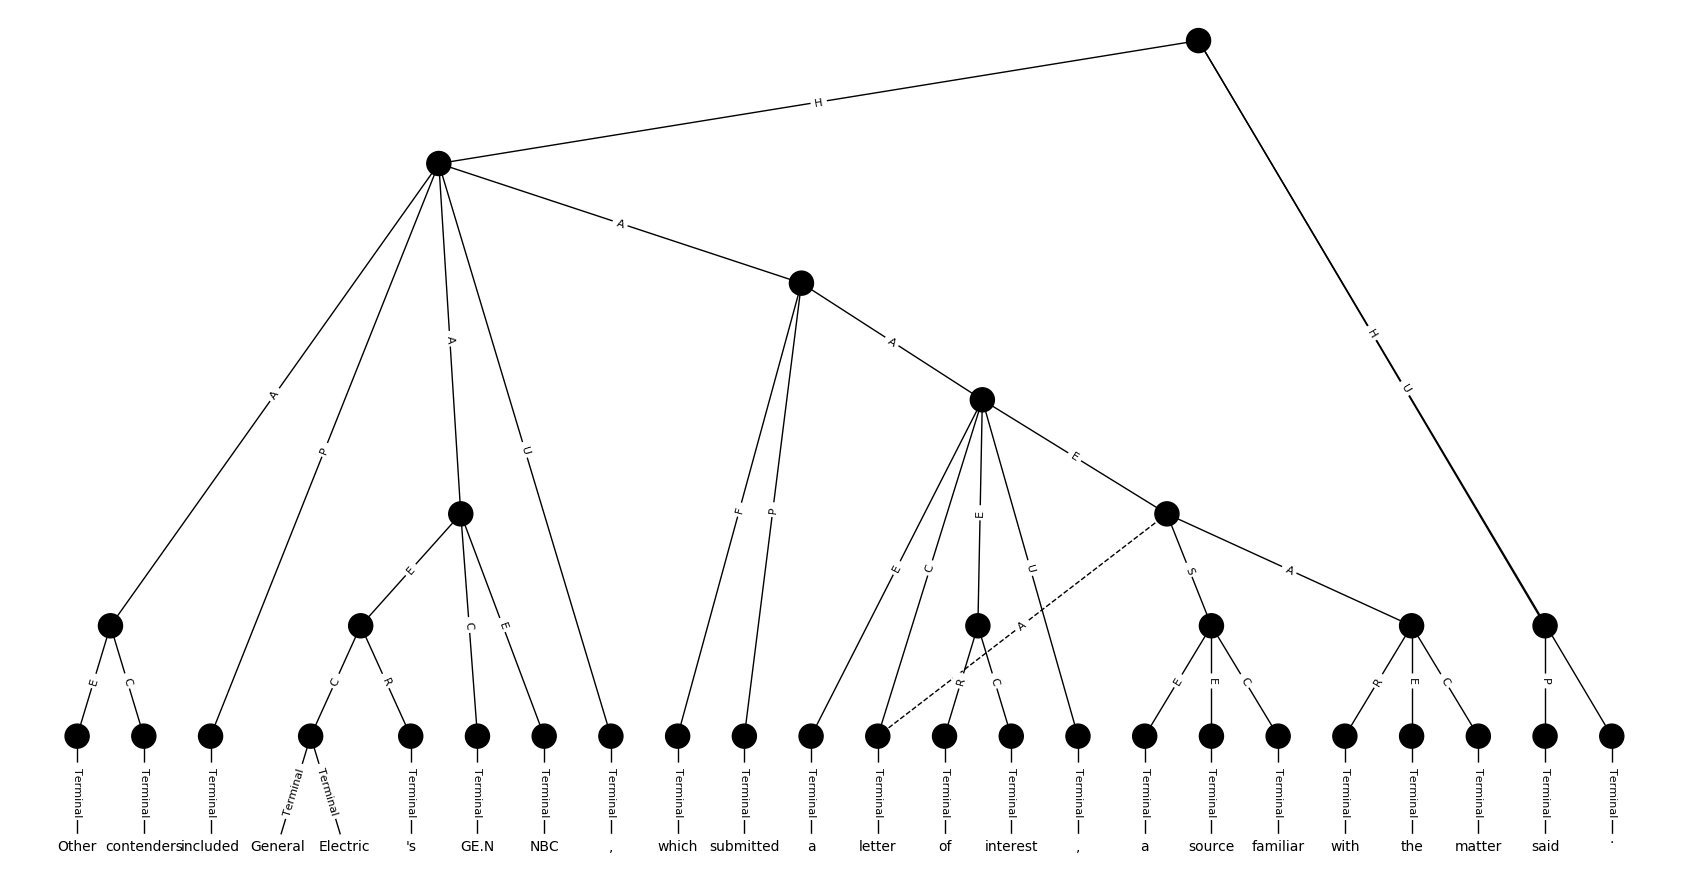 H
A
A
A
H
A
U
P
U
E
A
F
P
E
E
C
U
S
A
E
C
E
A
E
C
C
R
R
C
E
E
C
R
E
C
P
Terminal Terminal Terminal Terminal Terminal Terminal Terminal Terminal Terminal Terminal Terminal Terminal Terminal Terminal Terminal Terminal Terminal Terminal Terminal Terminal Terminal Terminal Terminal Terminal
Other contenders included General Electric 's GE.N NBC , which submitted a letter of interest , a source familiar with the matter said .